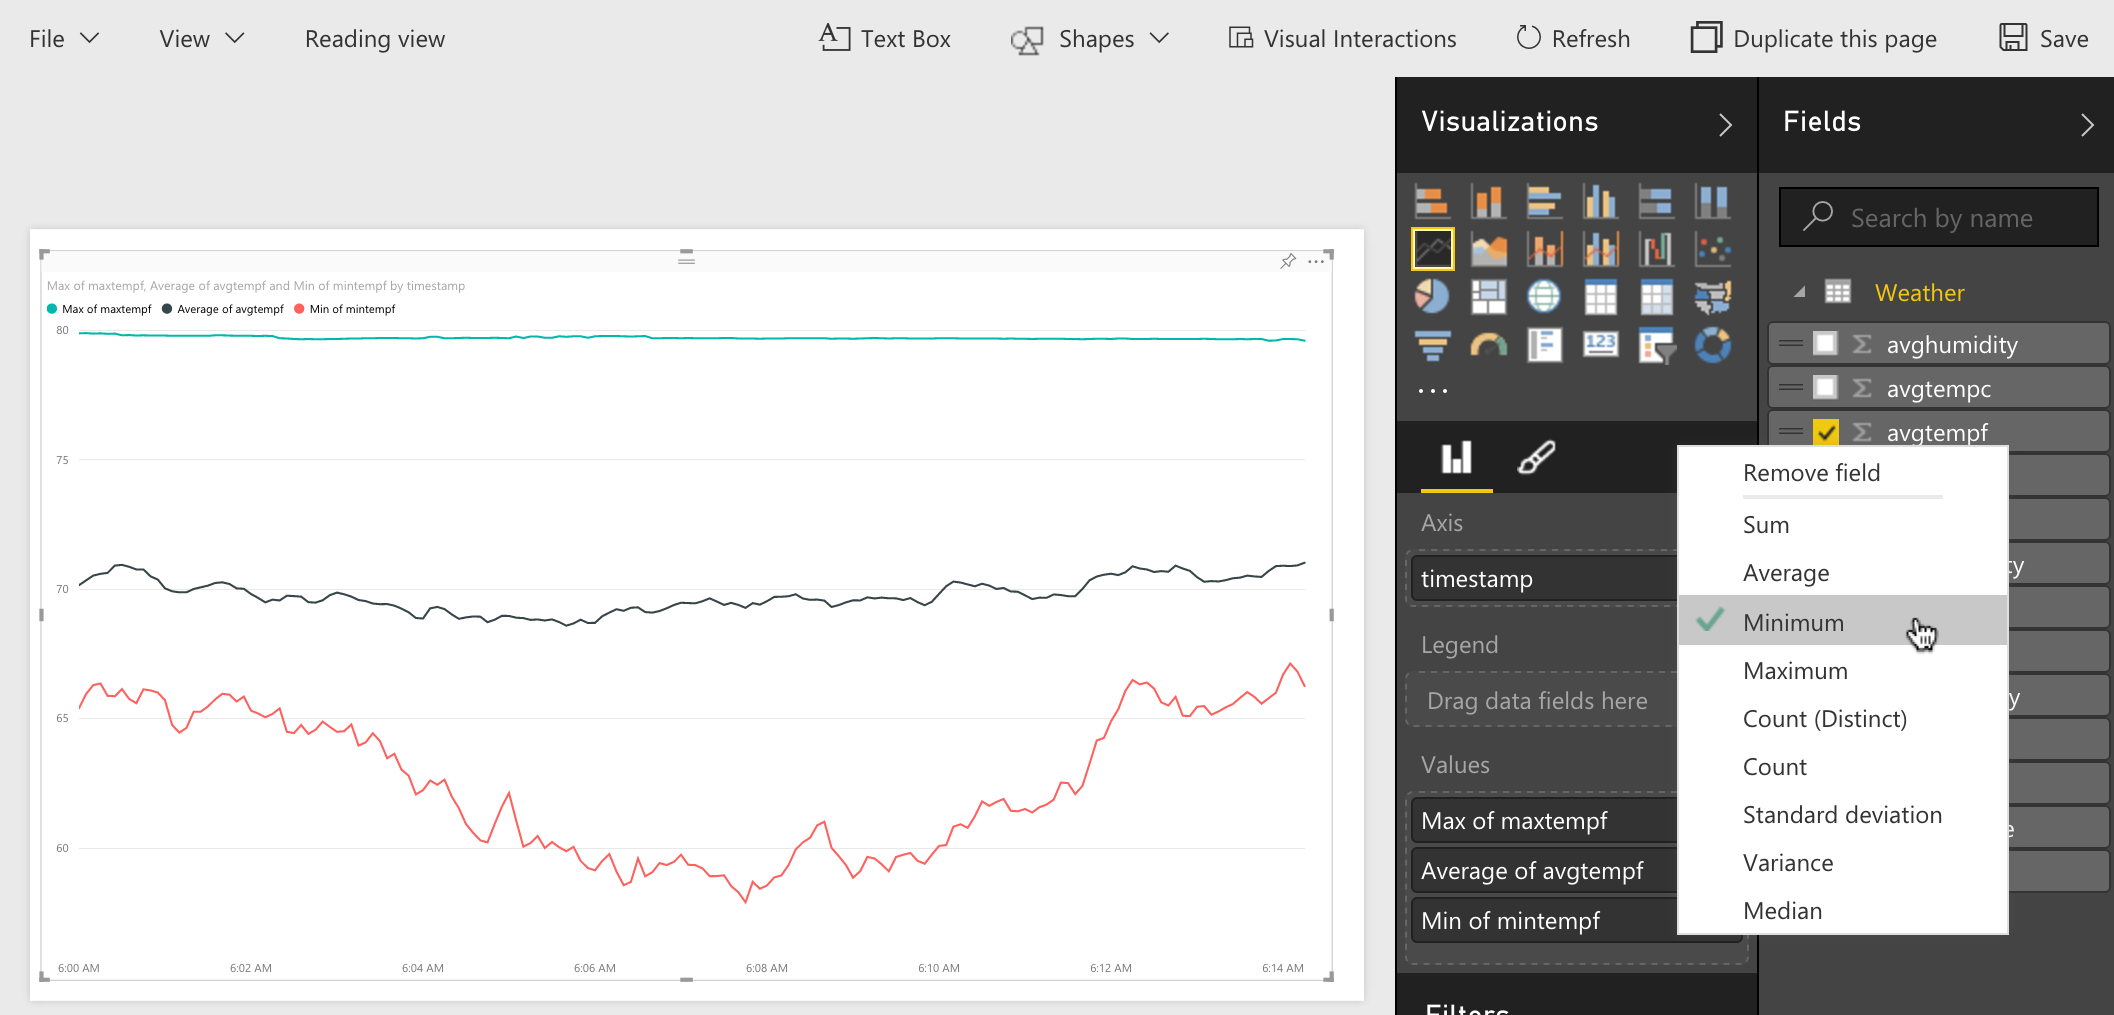 File
View
Reading view
Text Box
Shapes
Visual Interactions
Refresh
Duplicate this page
Save
Max of maxtempf, Average of avgtempf and Min of mintempf by timestamp
Max of maxtempf
Average of avgtempf
Min of mintempf
80
75
70
65
60
6:00 AM
6:02 AM
6:04 AM
6:06 AM
6:08 AM
6:10 AM
6:12 AM
6:14 AM
Visualizations
123
Axis
timestamp
Legend
Drag data fields here
Values
Max of maxtempf
Average of avgtempf
Min of mintempf
Filters
Fields
Search by name
Weather
avghumidity
avgtempc
avgtempf
ty
y
e
Remove field
Sum
Average
Minimum
Maximum
Count (Distinct)
Count
Standard deviation
Variance
Median